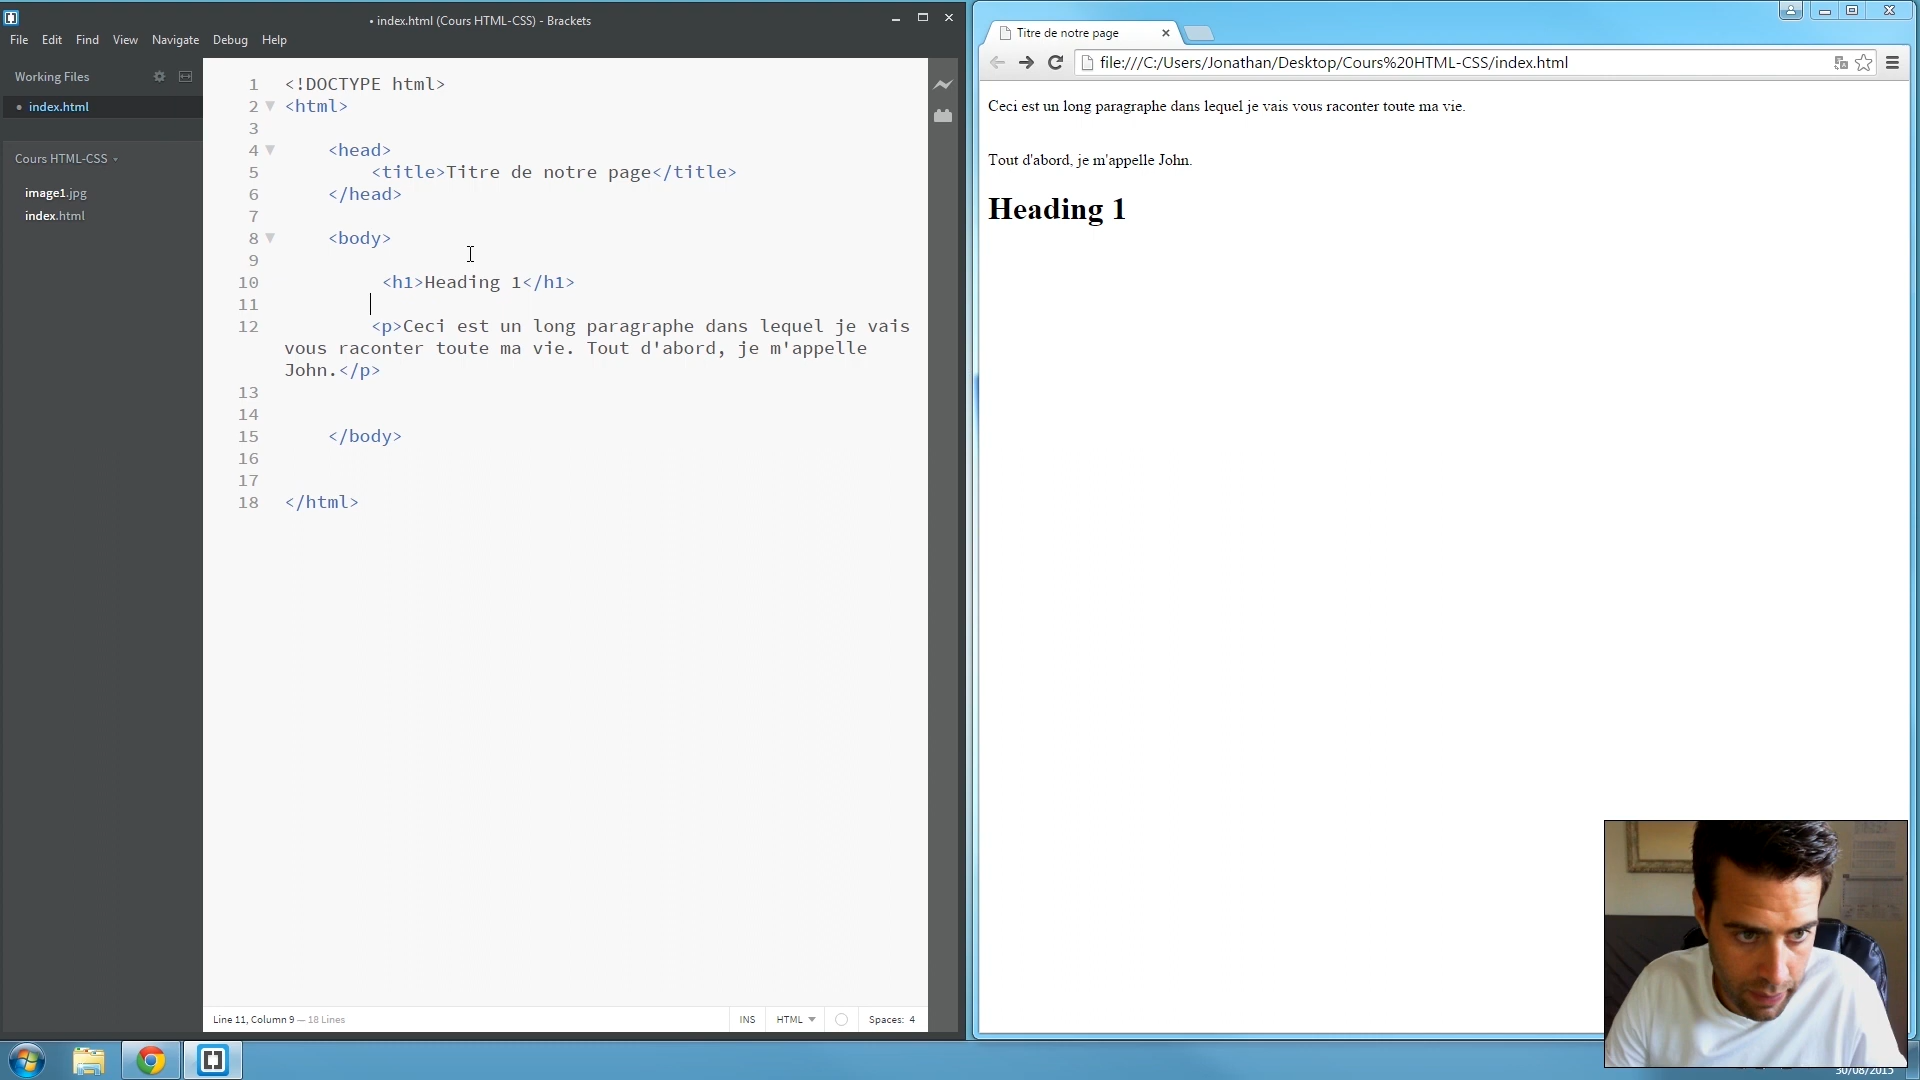 • index.html (Cours HTML-CSS) - Brackets
File Edit Find View Navigate Debug Help
Working Files
• index.html
Cours HTML-CSS
image1.jpg
index.html
1 <!DOCTYPE html>
2 <html>
3
4 <head>
5 <title>Titre de notre page</title>
6 </head>
7
8 <body>
9
10 <h1>Heading 1</h1>
11
12 <p>Ceci est un long paragraphe dans lequel je vais
vous raconter toute ma vie. Tout d'abord, je m'appelle
John.</p>
13
14
15 </body>
16
17
18 </html>
Line 11, Column 9 — 18 Lines
INS HTML Spaces: 4
Titre de notre page
file:///C:/Users/Jonathan/Desktop/Cours%20HTML-CSS/index.html
Ceci est un long paragraphe dans lequel je vais vous raconter toute ma vie.
Tout d'abord, je m'appelle John.
Heading 1
30/08/2015